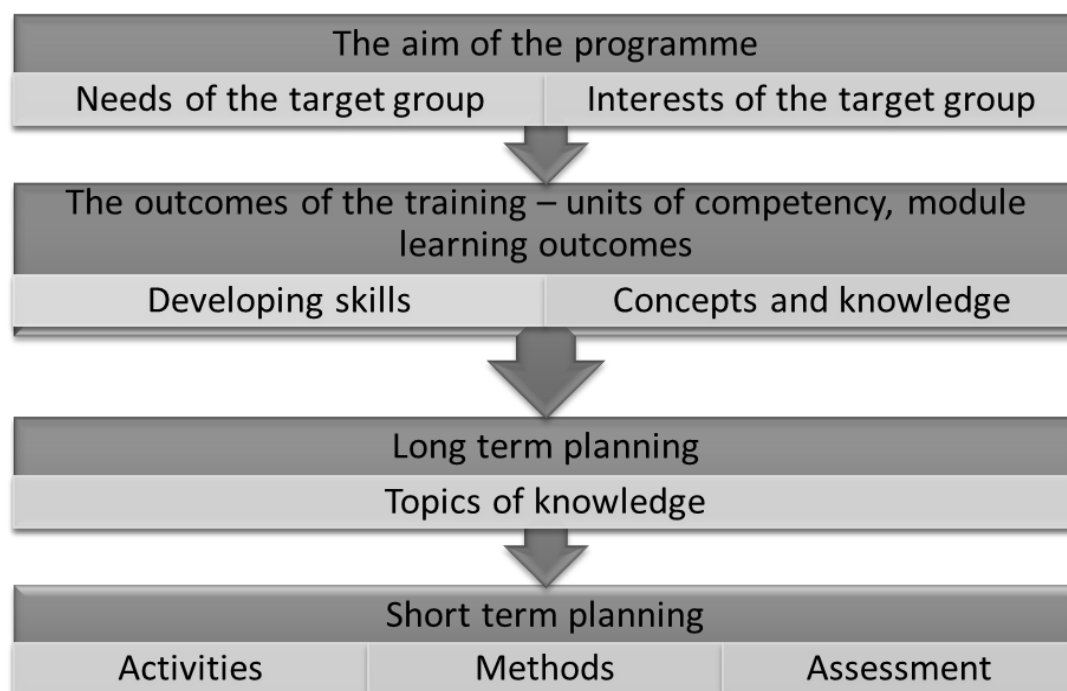 The aim of the programme
Needs of the target group
Interests of the target group
The outcomes of the training – units of competency, module
learning outcomes
Developing skills
Concepts and knowledge
Long term planning
Topics of knowledge
Short term planning
Activities
Methods
Assessment